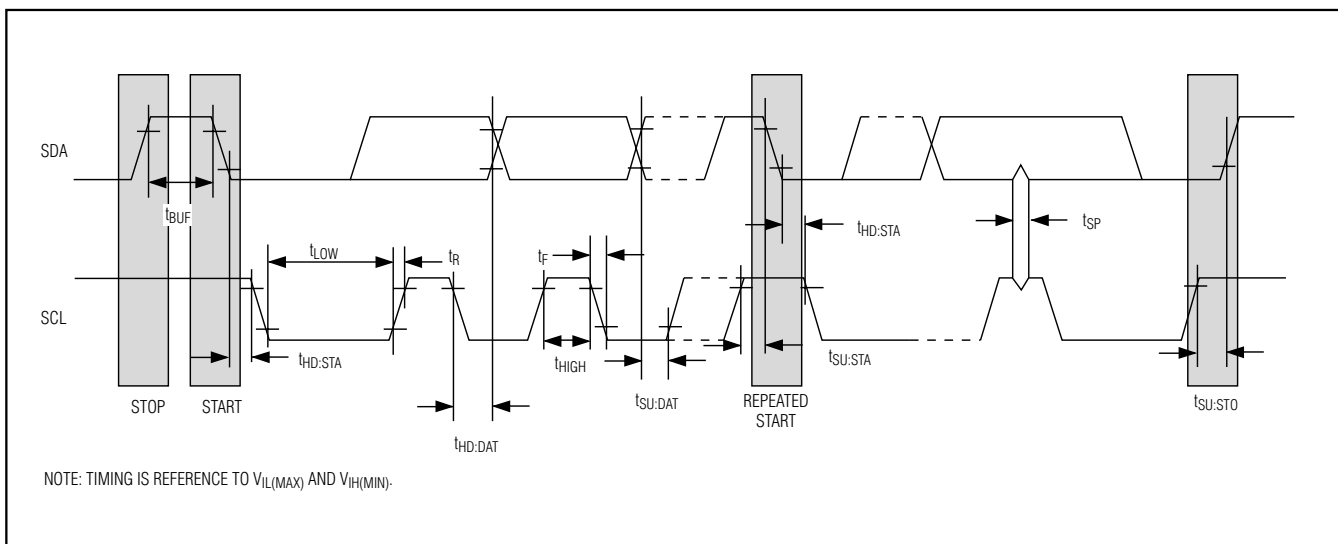 SDA
tBUF
tLOW
tR
tF
tHD:STA
tSP
SCL
tHD:STA
tHIGH
tSU:DAT
tSU:STA
tSU:STO
STOP
START
REPEATED
START
tHD:DAT
NOTE: TIMING IS REFERENCE TO VIL(MAX) AND VIH(MIN).